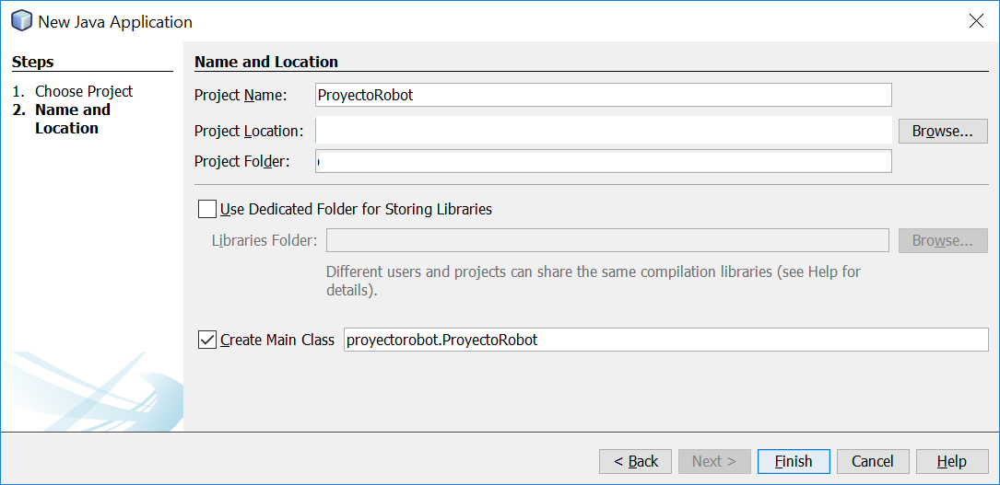 New Java Application
Steps
1. Choose Project
2. Name and
Location
Name and Location
Project Name: ProyectoRobot
Project Location: Browse...
Project Folder:
Use Dedicated Folder for Storing Libraries
Libraries Folder: Browse...
Different users and projects can share the same compilation libraries (see Help for
details).
Create Main Class proyectorobot.ProyectoRobot
< Back Next > Finish Cancel Help